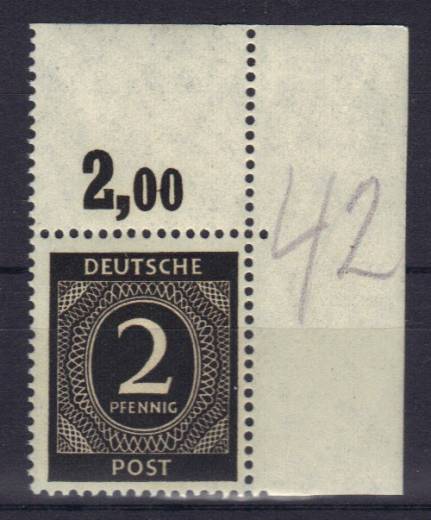 2,00
42
DEUTSCHE
2
PFENNIG
POST